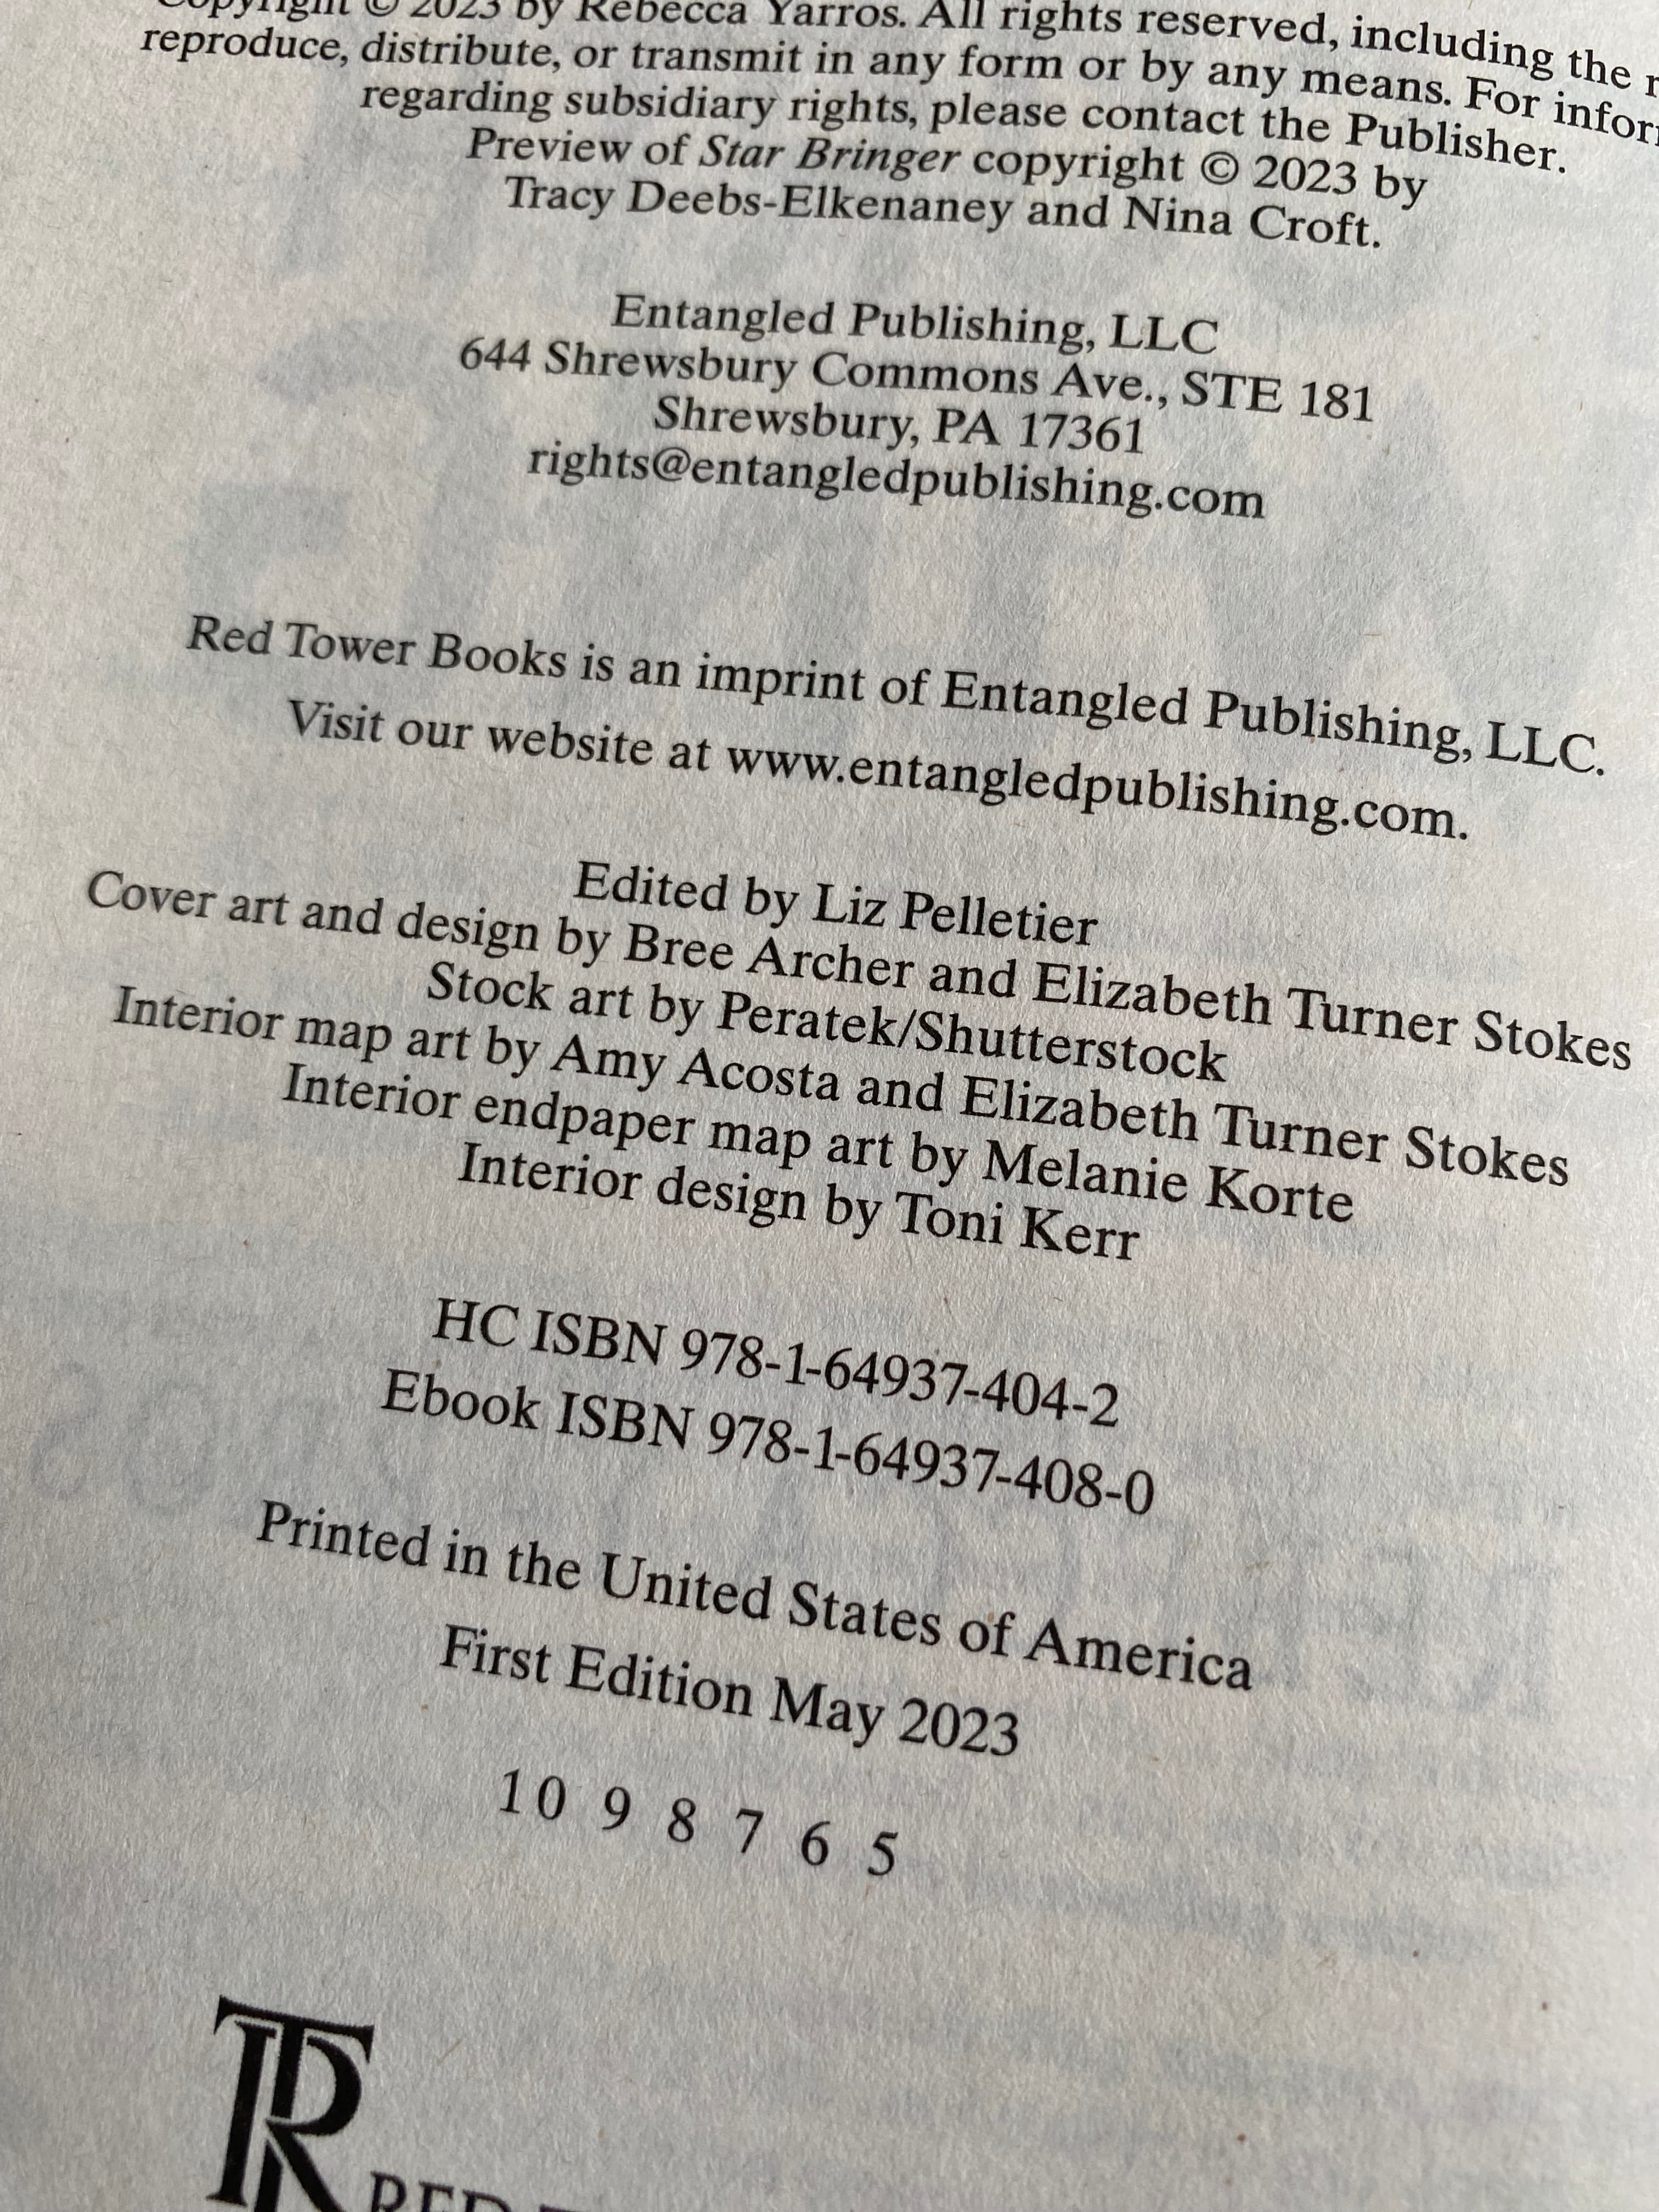 Copyright © 2023 by Rebecca Yarros. All rights reserved, including the
reproduce, distribute, or transmit in any form or by any means. For
regarding subsidiary rights, please contact the Publisher.
Preview of Star Bringer copyright © 2023 by
Tracy Deebs-Elkenaney and Nina Croft.
Entangled Publishing, LLC
644 Shrewsbury Commons Ave., STE 181
Shrewsbury, PA 17361
rights@entangledpublishing.com
Red Tower Books is an imprint of Entangled Publishing, LLC.
Visit our website at www.entangledpublishing.com.
Edited by Liz Pelletier
Cover art and design by Bree Archer and Elizabeth Turner Stokes
Stock art by Peratek/Shutterstock
Interior map art by Amy Acosta and Elizabeth Turner Stokes
Interior endpaper map art by Melanie Korte
Interior design by Toni Kerr
HC ISBN 978-1-64937-404-2
Ebook ISBN 978-1-64937-408-0
Printed in the United States of America
First Edition May 2023
10 9 8 7 6 5
RED